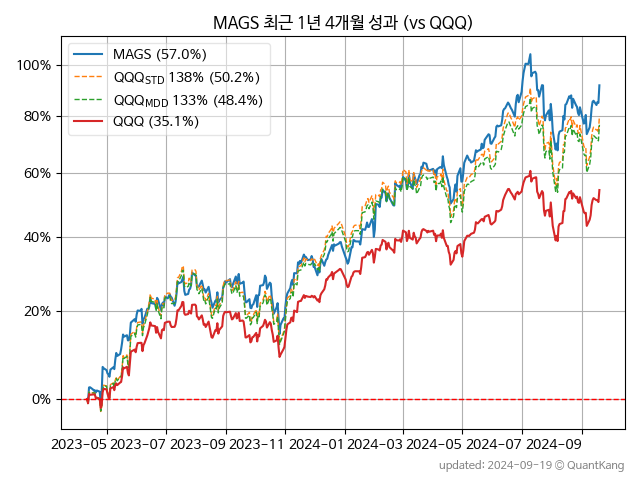 MAGS 최근 1년 4개월 성과 (vs QQQ)
MAGS (57.0%)
QQQSTD 138% (50.2%)
QQQMDD 133% (48.4%)
QQQ (35.1%)
100%
80%
60%
40%
20%
0%
2023-05 2023-07 2023-09 2023-11 2024-01 2024-03 2024-05 2024-07 2024-09
updated: 2024-09-19 © QuantKang